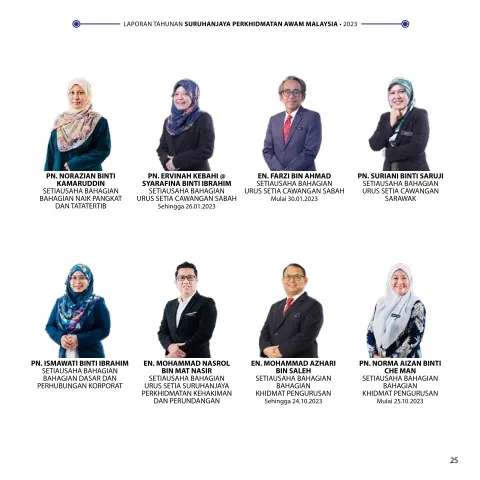 LAPORAN TAHUNAN SURUHANJAYA PERKHIDMATAN AWAM MALAYSIA • 2023
PN. NORAZIAN BINTI
KAMARUDDIN
SETIAUSAHA BAHAGIAN
BAHAGIAN NAIK PANGKAT
DAN TATATERTIB
PN. ERVINAH KEBAHI @
SYARAFINA BINTI IBRAHIM
SETIAUSAHA BAHAGIAN
URUS SETIA CAWANGAN SABAH
Sehingga 26.01.2023
EN. FARZI BIN AHMAD
SETIAUSAHA BAHAGIAN
URUS SETIA CAWANGAN SABAH
Mulai 30.01.2023
PN. SURIANI BINTI SARUJI
SETIAUSAHA BAHAGIAN
URUS SETIA CAWANGAN
SARAWAK
PN. ISMAWATI BINTI IBRAHIM
SETIAUSAHA BAHAGIAN
BAHAGIAN DASAR DAN
PERHUBUNGAN KORPORAT
EN. MOHAMMAD NASROL
BIN MAT NASIR
SETIAUSAHA BAHAGIAN
URUS SETIA SURUHANJAYA
PERKHIDMATAN KEHAKIMAN
DAN PERUNDANGAN
EN. MOHAMMAD AZHARI
BIN SALEH
SETIAUSAHA BAHAGIAN
BAHAGIAN
KHIDMAT PENGURUSAN
Sehingga 24.10.2023
PN. NORMA AIZAN BINTI
CHE MAN
SETIAUSAHA BAHAGIAN
BAHAGIAN
KHIDMAT PENGURUSAN
Mulai 25.10.2023
25